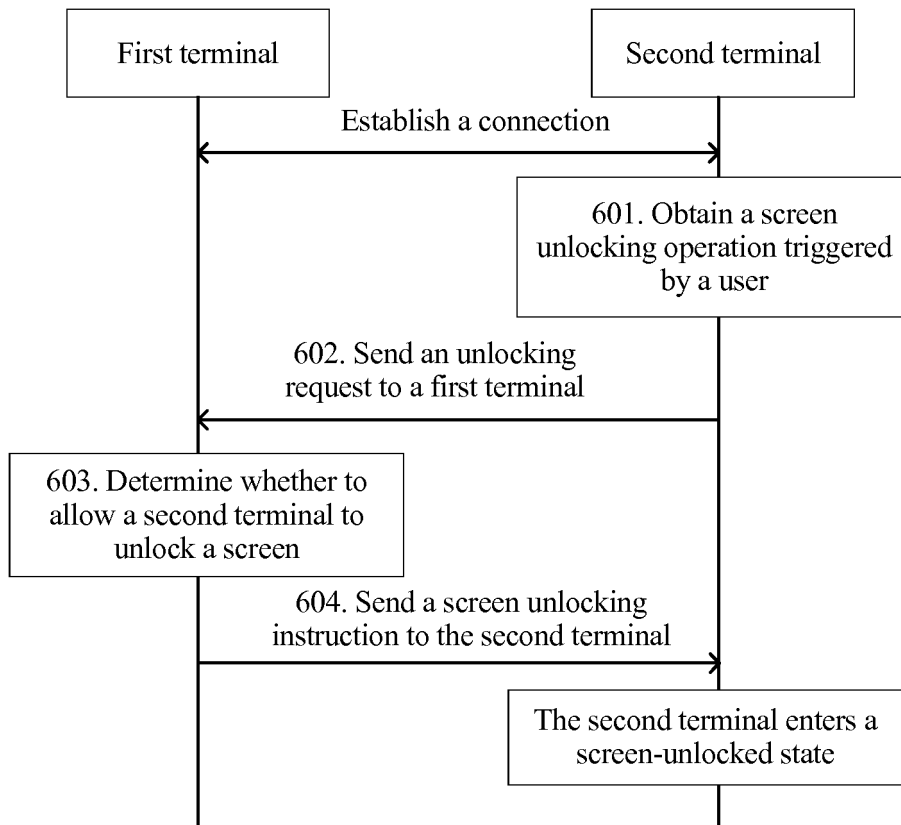 First terminal
Second terminal
Establish a connection
601. Obtain a screen
unlocking operation triggered
by a user
602. Send an unlocking
request to a first terminal
603. Determine whether to
allow a second terminal to
unlock a screen
604. Send a screen unlocking
instruction to the second terminal
The second terminal enters a
screen-unlocked state